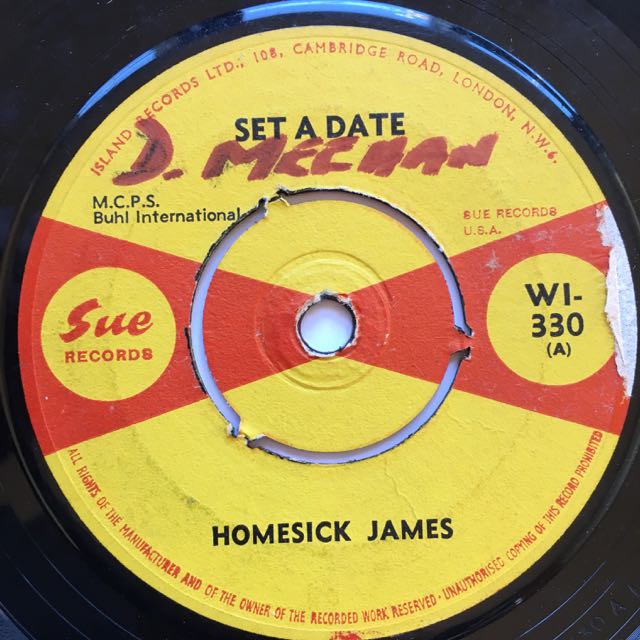 ISLAND RECORDS LTD., 108, CAMBRIDGE ROAD, LONDON, N.W.6.
SET A DATE
D. MEEHAN
M.C.P.S.
Buhl International
SUE RECORDS
U.S.A.
Sue
RECORDS
WI-
330
(A)
HOMESICK JAMES
ALL RIGHTS OF THE MANUFACTURER AND OF THE OWNER OF THE RECORDED WORK RESERVED - UNAUTHORISED COPYING OF THIS RECORD PROHIBITED